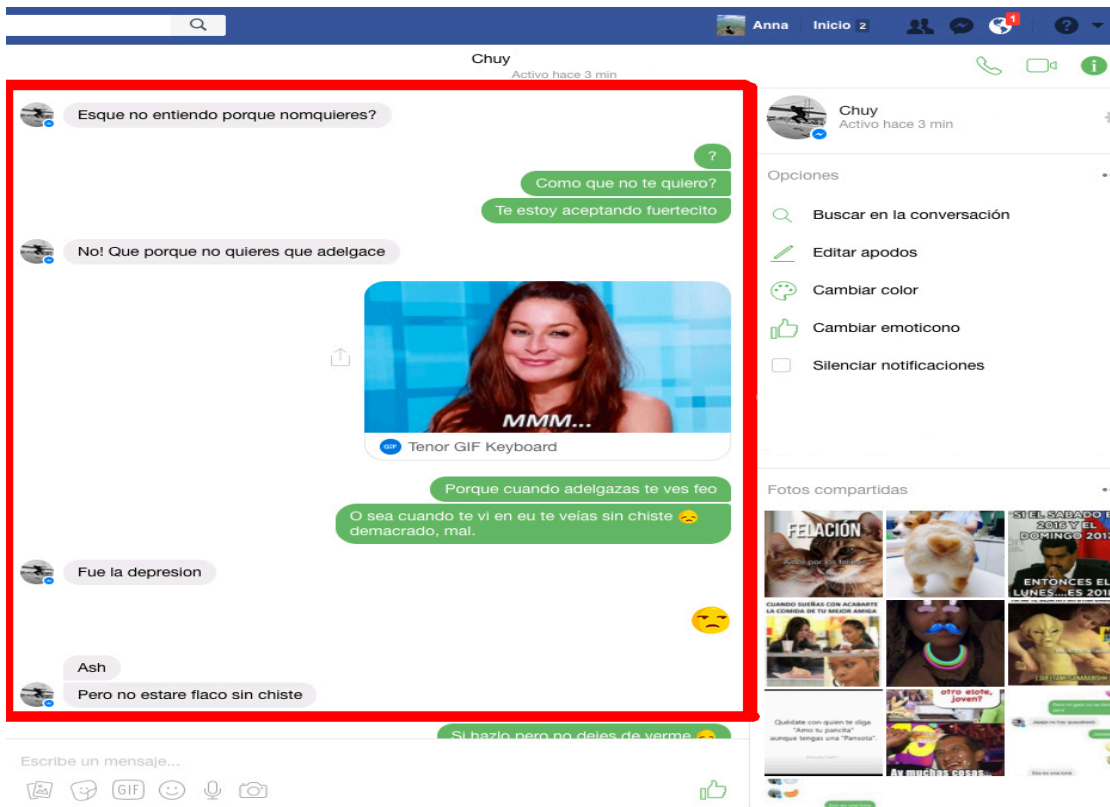 Anna
Inicio 2
1
?
Chuy
Activo hace 3 min
i
Esque no entiendo porque nomquieres?
?
Como que no te quiero?
Te estoy aceptando fuertecito
No! Que porque no quieres que adelgace
MMM...
GIF Tenor GIF Keyboard
Porque cuando adelgazas te ves feo
O sea cuando te vi en eu te veías sin chiste
demacrado, mal.
Fue la depresion
Ash
Pero no estare flaco sin chiste
Si hazlo pero no dejes de verme
Escribe un mensaje...
GIF
Chuy
Activo hace 3 min
Opciones
Buscar en la conversación
Editar apodos
Cambiar color
Cambiar emoticono
Silenciar notificaciones
Fotos compartidas
FELACIÓN
Amor por los felinos
SI EL SABADO E
2016 Y EL
DOMINGO 2017
ENTONCES EL
LUNES....ES 2018
CUANDO SUEÑAS CON ACABARTE
LA COMIDA DE TU MEJOR AMIGA
Quédate con quien te diga
"Amo tu pancita"
aunque tengas una "Pansota".
otro elote,
joven?
Ay muchas cosas...